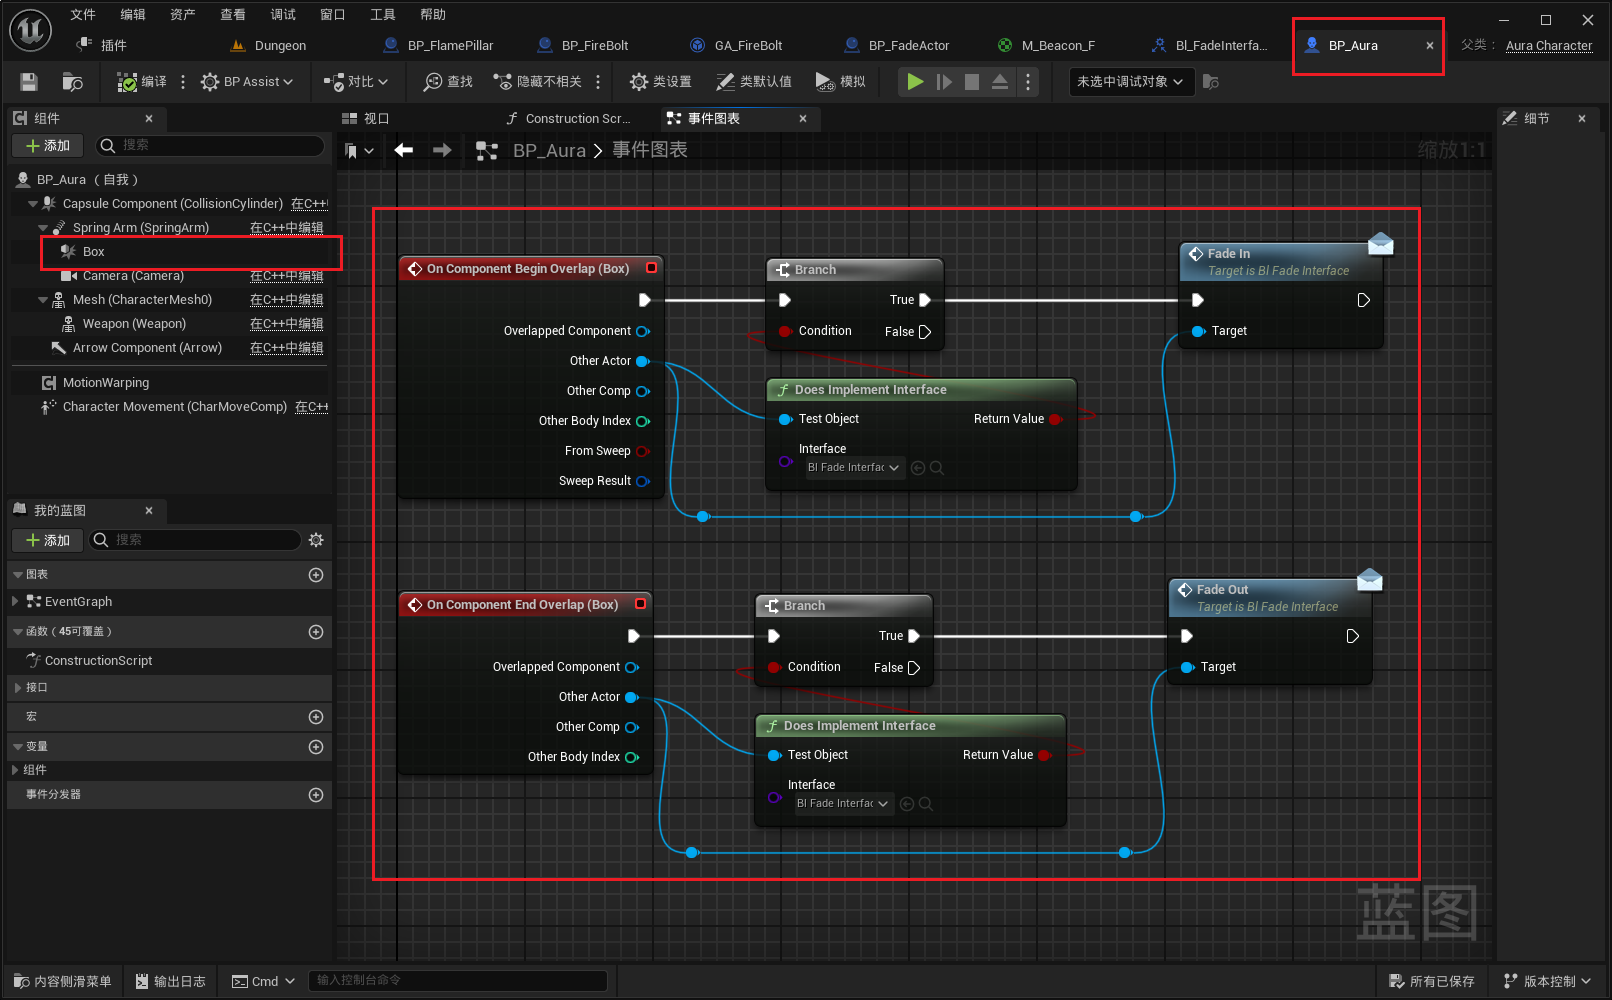 文件 编辑 资产 查看 调试 窗口 工具 帮助
插件 Dungeon BP_FlamePillar BP_FireBolt GA_FireBolt BP_FadeActor M_Beacon_F Bl_FadeInterfa... BP_Aura 父类： Aura Character
编译 BP Assist 对比 查找 隐藏不相关 类设置 类默认值 模拟 未选中调试对象
组件
添加 搜索
BP_Aura （自我）
Capsule Component (CollisionCylinder) 在C++
Spring Arm (SpringArm) 在C++中编辑
Box
Camera (Camera) 在C++中编辑
Mesh (CharacterMesh0) 在C++中编辑
Weapon (Weapon) 在C++中编辑
Arrow Component (Arrow) 在C++中编辑
MotionWarping
Character Movement (CharMoveComp) 在C++
我的蓝图
添加 搜索
图表
EventGraph
函数（45可覆盖）
ConstructionScript
接口
宏
变量
组件
事件分发器
视口 Construction Scr... 事件图表
BP_Aura 事件图表 缩放1:1
On Component Begin Overlap (Box)
Overlapped Component
Other Actor
Other Comp
Other Body Index
From Sweep
Sweep Result
Branch
True
Condition False
Does Implement Interface
Test Object Return Value
Interface
Bl Fade Interfac
Fade In
Target is Bl Fade Interface
Target
On Component End Overlap (Box)
Overlapped Component
Other Actor
Other Comp
Other Body Index
Branch
True
Condition False
Does Implement Interface
Test Object Return Value
Interface
Bl Fade Interfac
Fade Out
Target is Bl Fade Interface
Target
蓝图
细节
内容侧滑菜单 输出日志 Cmd 输入控制台命令 所有已保存 版本控制